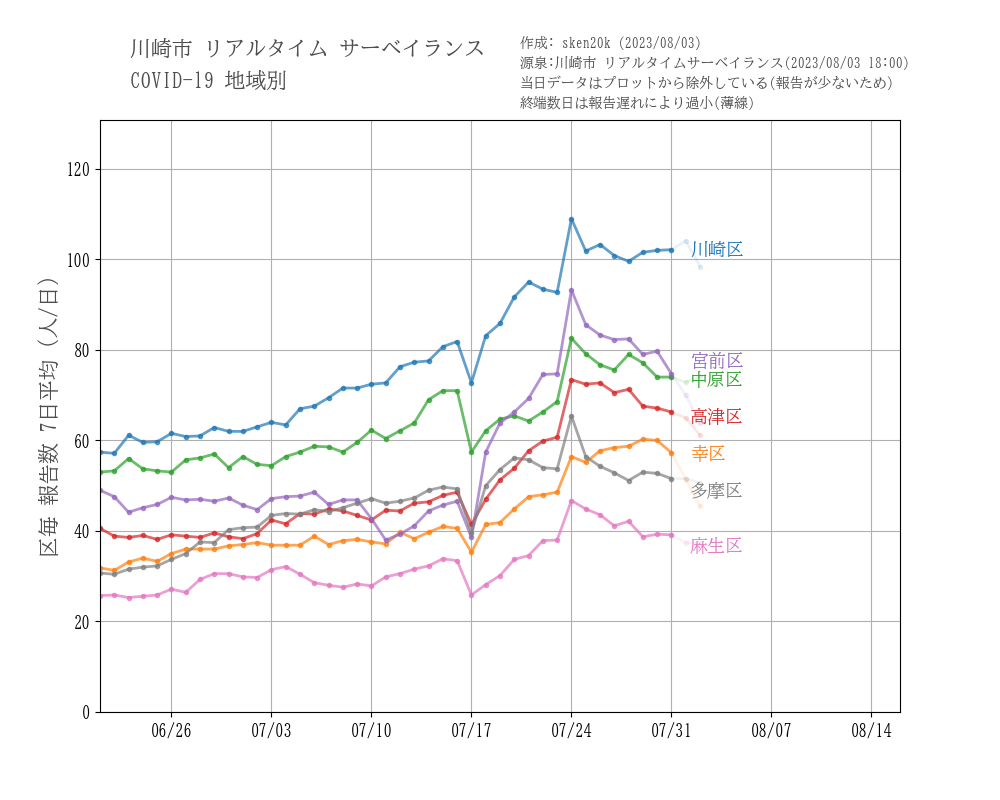 川崎市 リアルタイム サーベイランス
COVID-19 地域別
作成: sken20k (2023/08/03)
源泉:川崎市 リアルタイムサーベイランス(2023/08/03 18:00)
当日データはプロットから除外している(報告が少ないため)
終端数日は報告遅れにより過小(薄線)
区毎 報告数 7日平均 (人/日)
120
100
80
60
40
20
0
川崎区
宮前区
中原区
高津区
幸区
多摩区
麻生区
06/26
07/03
07/10
07/17
07/24
07/31
08/07
08/14